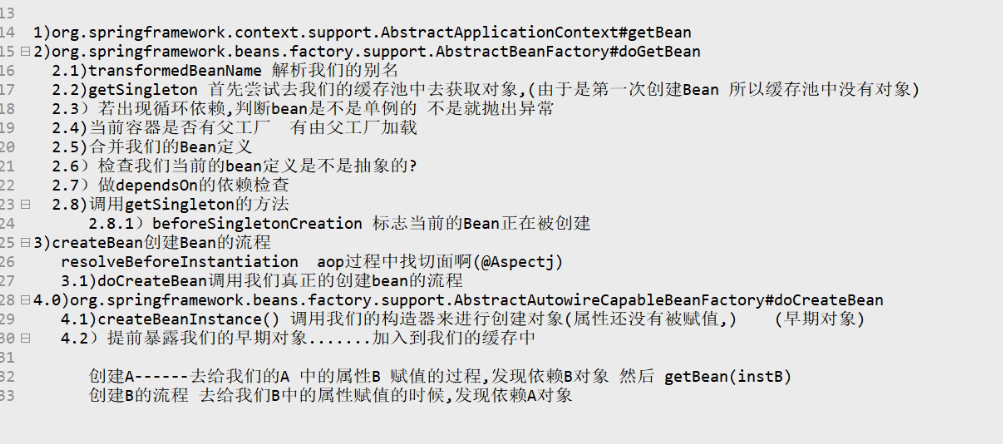 13
14 1)org.springframework.context.support.AbstractApplicationContext#getBean
15 2)org.springframework.beans.factory.support.AbstractBeanFactory#doGetBean
16 2.1)transformedBeanName 解析我们的别名
17 2.2)getSingleton 首先尝试去我们的缓存池中去获取对象,(由于是第一次创建Bean 所以缓存池中没有对象)
18 2.3）若出现循环依赖,判断bean是不是单例的 不是就抛出异常
19 2.4)当前容器是否有父工厂 有由父工厂加载
20 2.5)合并我们的Bean定义
21 2.6）检查我们当前的bean定义是不是抽象的?
22 2.7）做dependsOn的依赖检查
23 2.8)调用getSingleton的方法
24 2.8.1）beforeSingletonCreation 标志当前的Bean正在被创建
25 3)createBean创建Bean的流程
26 resolveBeforeInstantiation aop过程中找切面啊(@Aspectj)
27 3.1)doCreateBean调用我们真正的创建bean的流程
28 4.0)org.springframework.beans.factory.support.AbstractAutowireCapableBeanFactory#doCreateBean
29 4.1)createBeanInstance() 调用我们的构造器来进行创建对象(属性还没有被赋值,) (早期对象)
30 4.2）提前暴露我们的早期对象.......加入到我们的缓存中
31
32 创建A------去给我们的A 中的属性B 赋值的过程,发现依赖B对象 然后 getBean(instB)
33 创建B的流程 去给我们B中的属性赋值的时候,发现依赖A对象